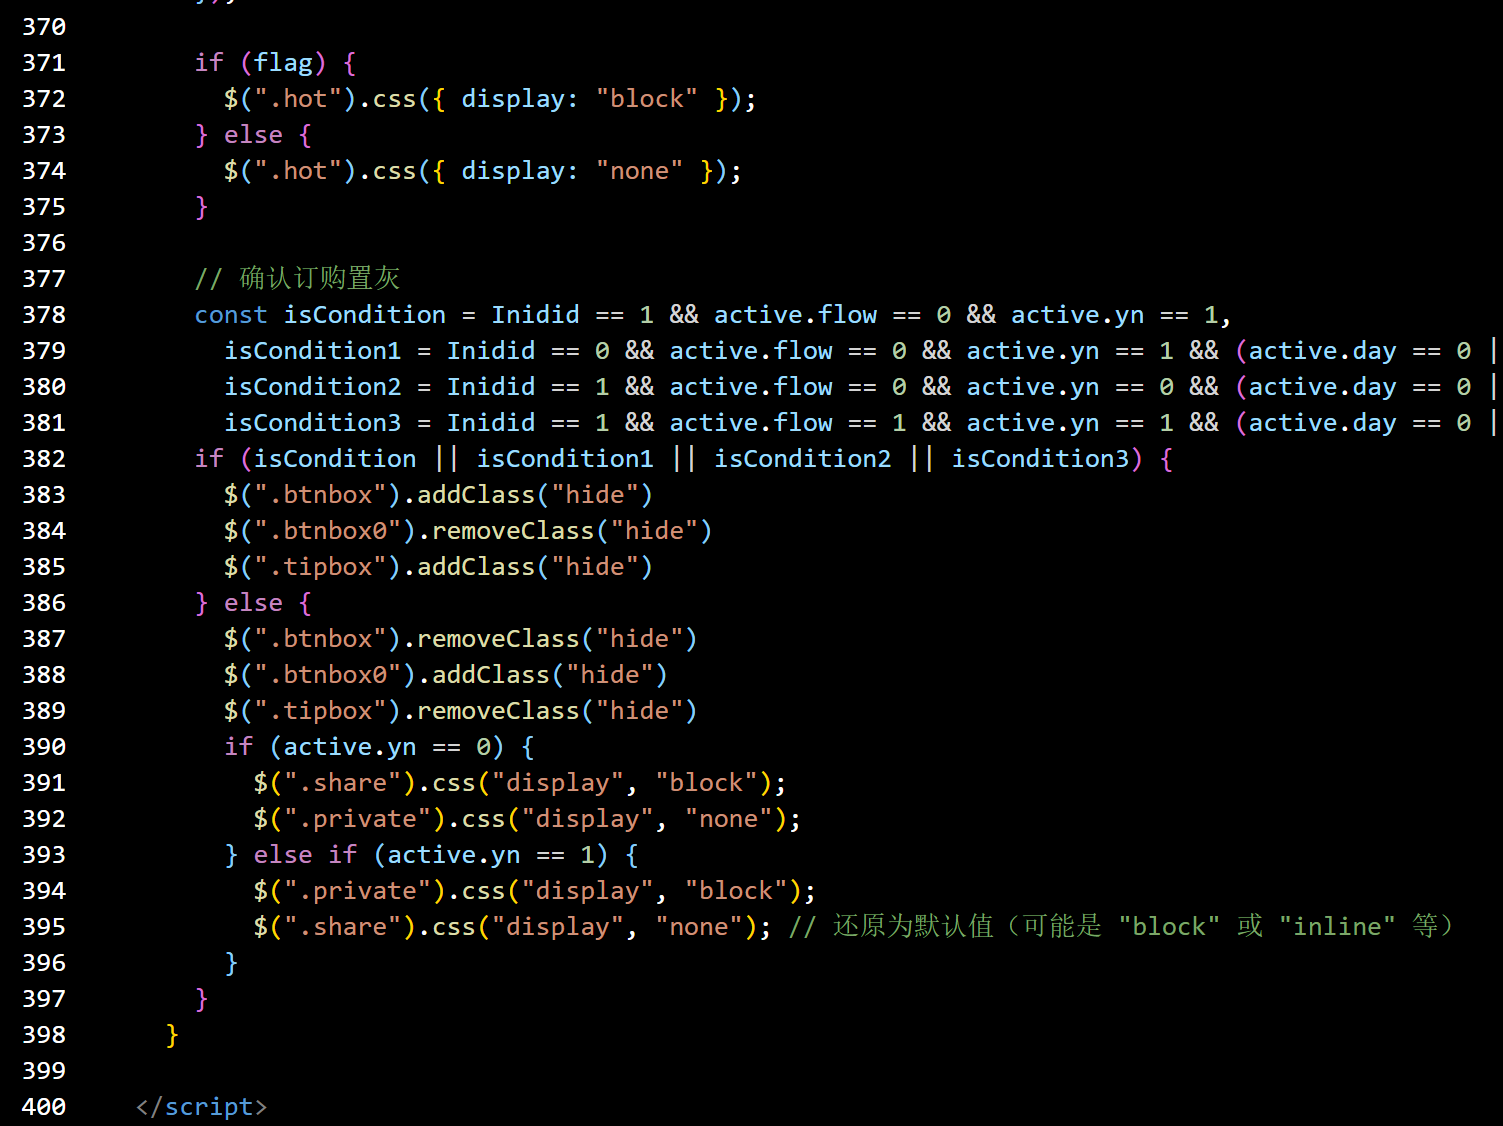 370
371 if (flag) {
372 $(".hot").css({ display: "block" });
373 } else {
374 $(".hot").css({ display: "none" });
375 }
376
377 // 确认订购置灰
378 const isCondition = Inidid == 1 && active.flow == 0 && active.yn == 1,
379 isCondition1 = Inidid == 0 && active.flow == 0 && active.yn == 1 && (active.day == 0 |
380 isCondition2 = Inidid == 1 && active.flow == 0 && active.yn == 0 && (active.day == 0 |
381 isCondition3 = Inidid == 1 && active.flow == 1 && active.yn == 1 && (active.day == 0 |
382 if (isCondition || isCondition1 || isCondition2 || isCondition3) {
383 $(".btnbox").addClass("hide")
384 $(".btnbox0").removeClass("hide")
385 $(".tipbox").addClass("hide")
386 } else {
387 $(".btnbox").removeClass("hide")
388 $(".btnbox0").addClass("hide")
389 $(".tipbox").removeClass("hide")
390 if (active.yn == 0) {
391 $(".share").css("display", "block");
392 $(".private").css("display", "none");
393 } else if (active.yn == 1) {
394 $(".private").css("display", "block");
395 $(".share").css("display", "none"); // 还原为默认值（可能是 "block" 或 "inline" 等）
396 }
397 }
398 }
399
400 </script>